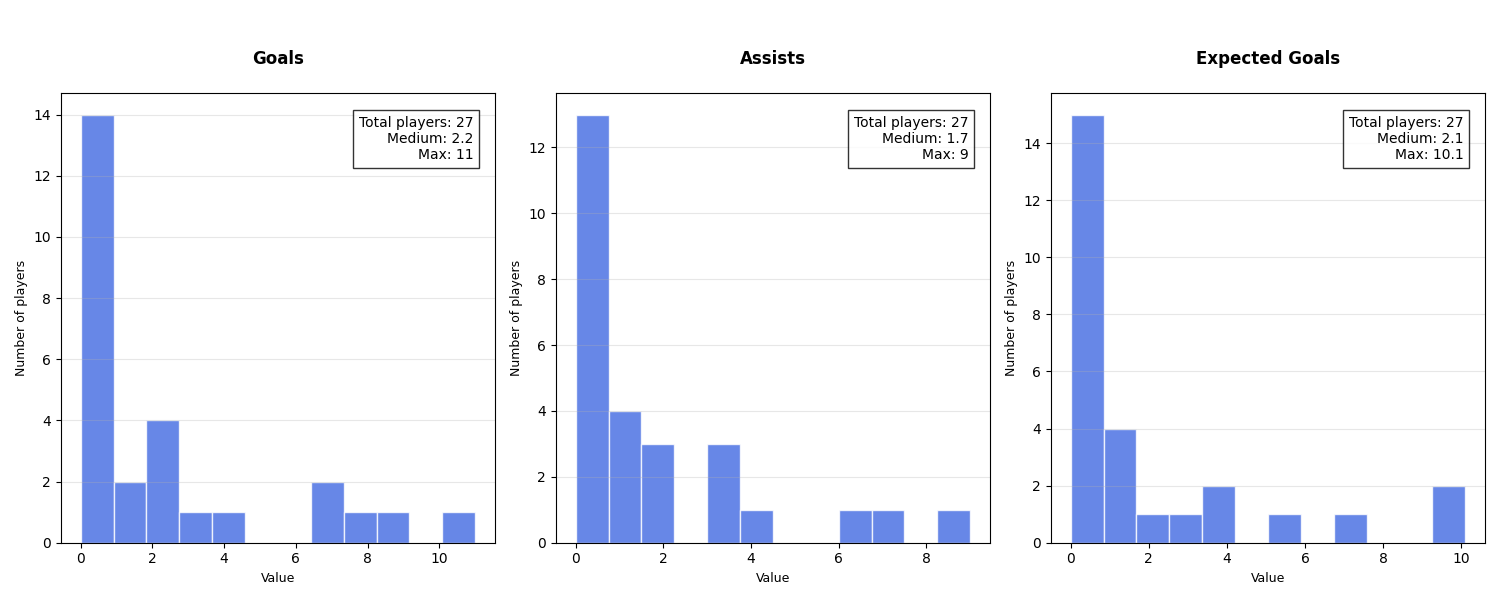 Goals
Total players: 27
Medium: 2.2
Max: 11
14
12
10
8
6
4
2
0
Number of players
0 2 4 6 8 10
Value
Assists
Total players: 27
Medium: 1.7
Max: 9
12
10
8
6
4
2
0
Number of players
0 2 4 6 8
Value
Expected Goals
Total players: 27
Medium: 2.1
Max: 10.1
14
12
10
8
6
4
2
0
Number of players
0 2 4 6 8 10
Value